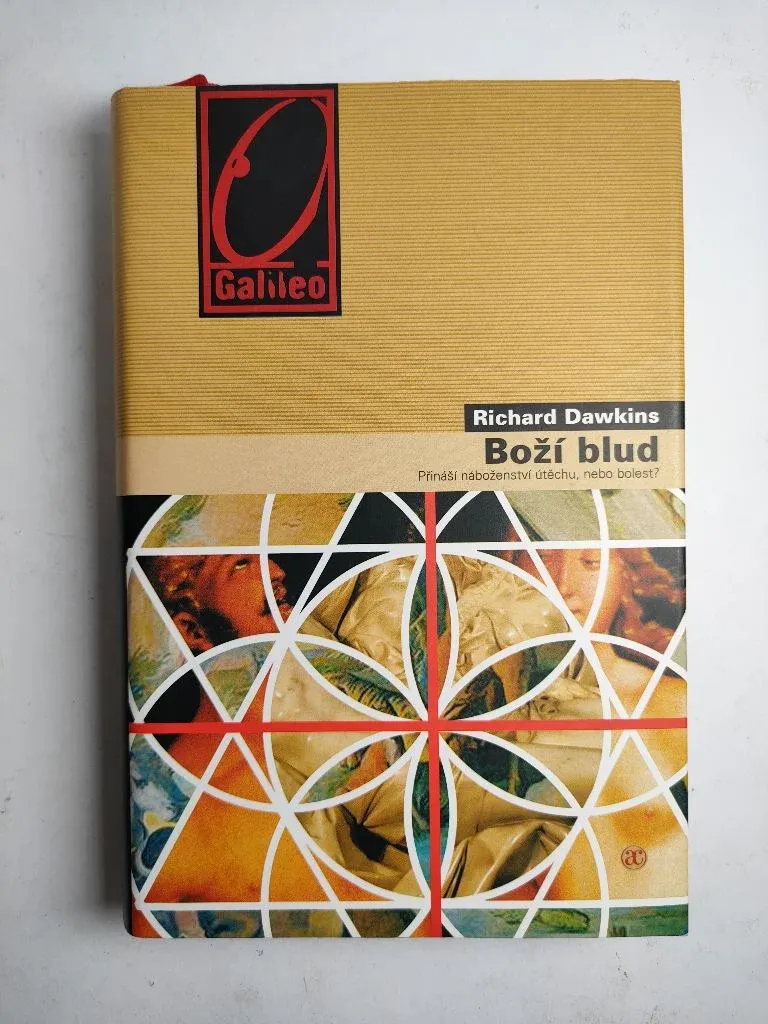 Galileo
Richard Dawkins
Boží blud
Přináší náboženství útěchu, nebo bolest?